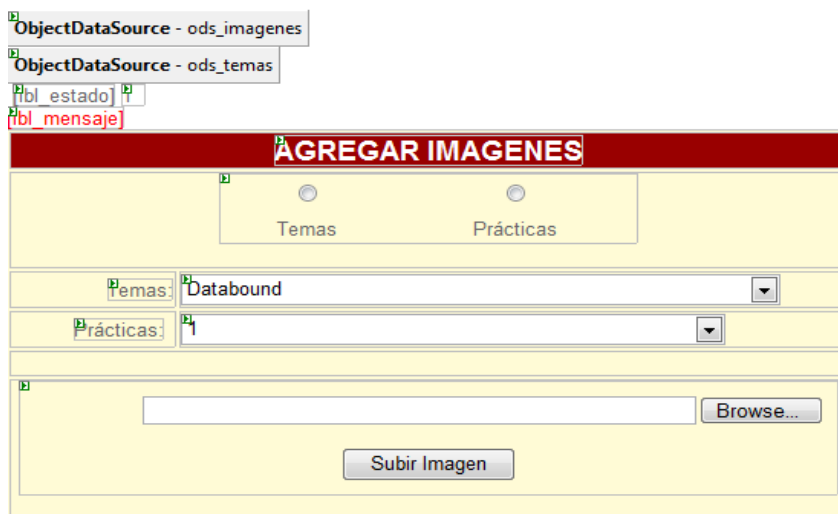 ObjectDataSource - ods_imagenes
ObjectDataSource - ods_temas
[lbl_estado] 1
[lbl_mensaje]
AGREGAR IMAGENES
Temas Prácticas
Temas: Databound
Prácticas: 1
Browse...
Subir Imagen